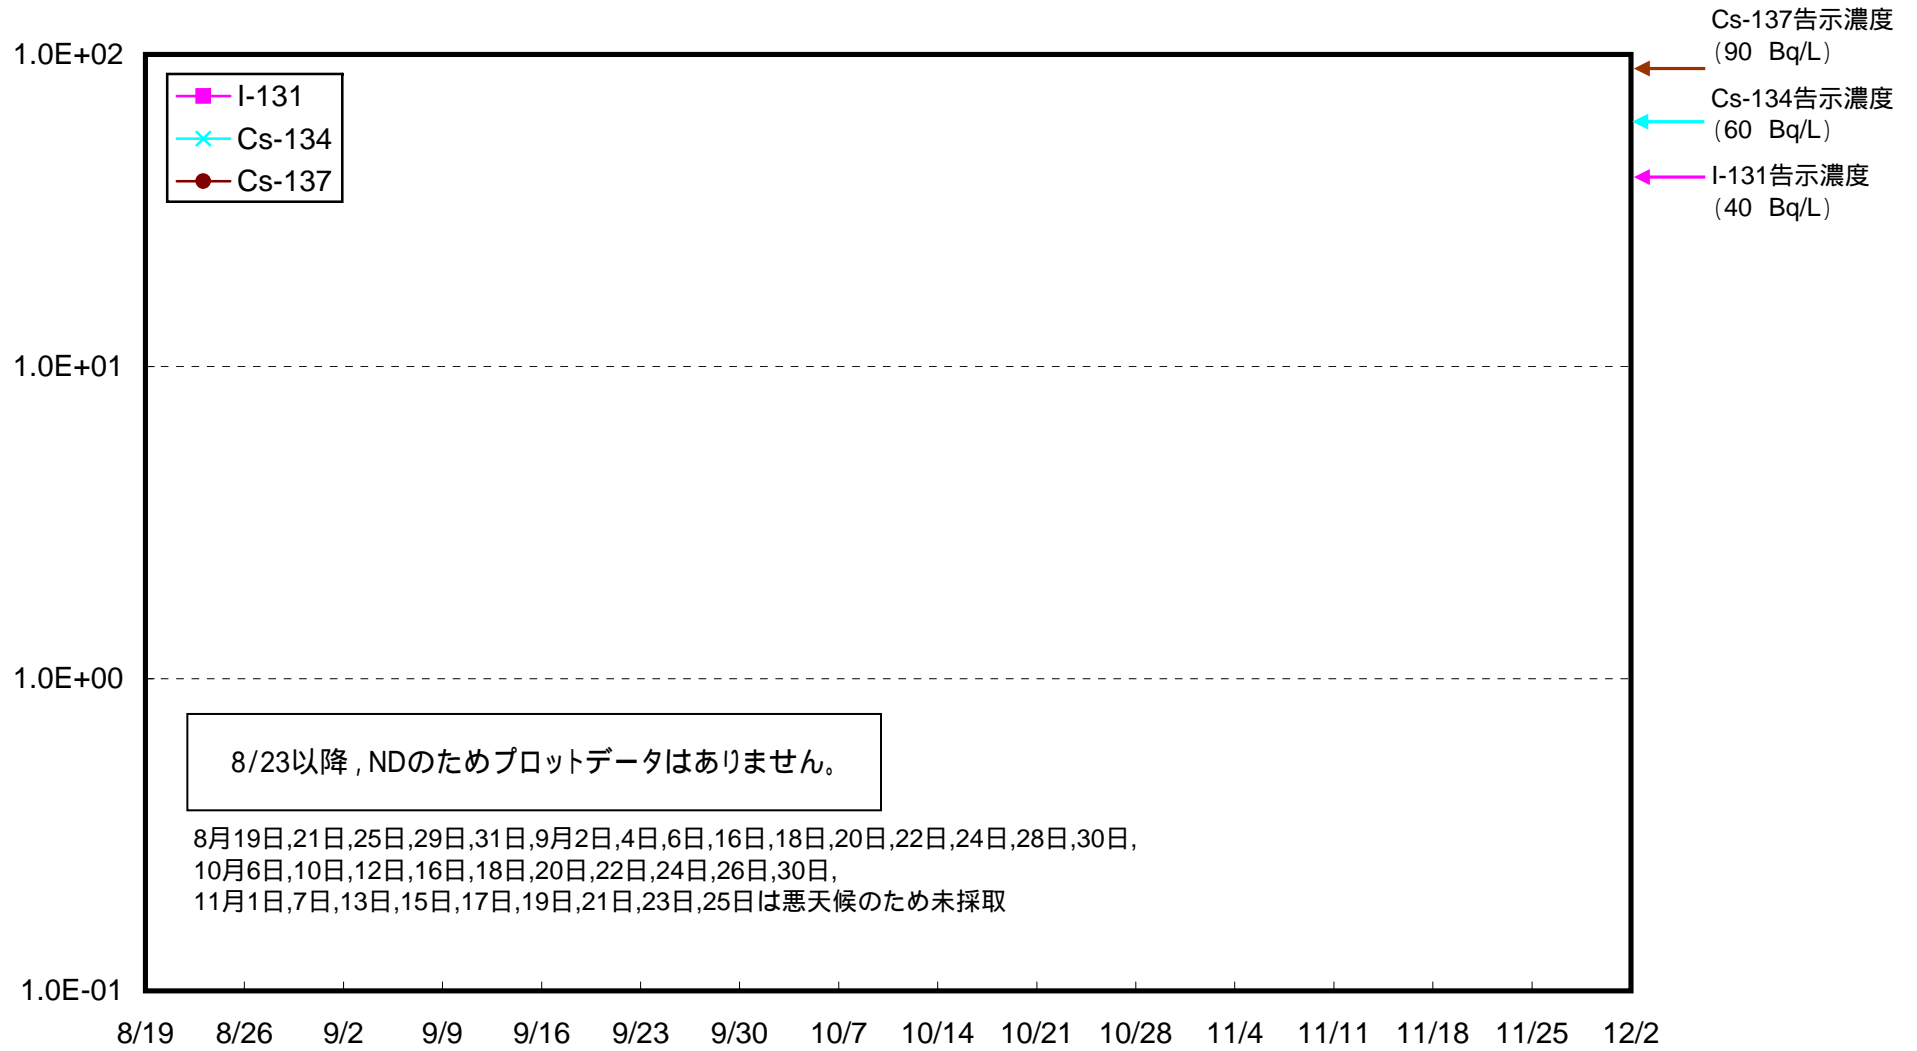 Cs-137告示濃度
(90 Bq/L)
Cs-134告示濃度
(60 Bq/L)
I-131告示濃度
(40 Bq/L)
1.0E+02
1.0E+01
1.0E+00
1.0E-01
I-131
Cs-134
Cs-137
8/23以降,NDのためプロットデータはありません。
8月19日,21日,25日,29日,31日,9月2日,4日,6日,16日,18日,20日,22日,24日,28日,30日,
10月6日,10日,12日,16日,18日,20日,22日,24日,26日,30日,
11月1日,7日,13日,15日,17日,19日,21日,23日,25日は悪天候のため未採取
8/19 8/26 9/2 9/9 9/16 9/23 9/30 10/7 10/14 10/21 10/28 11/4 11/11 11/18 11/25 12/2